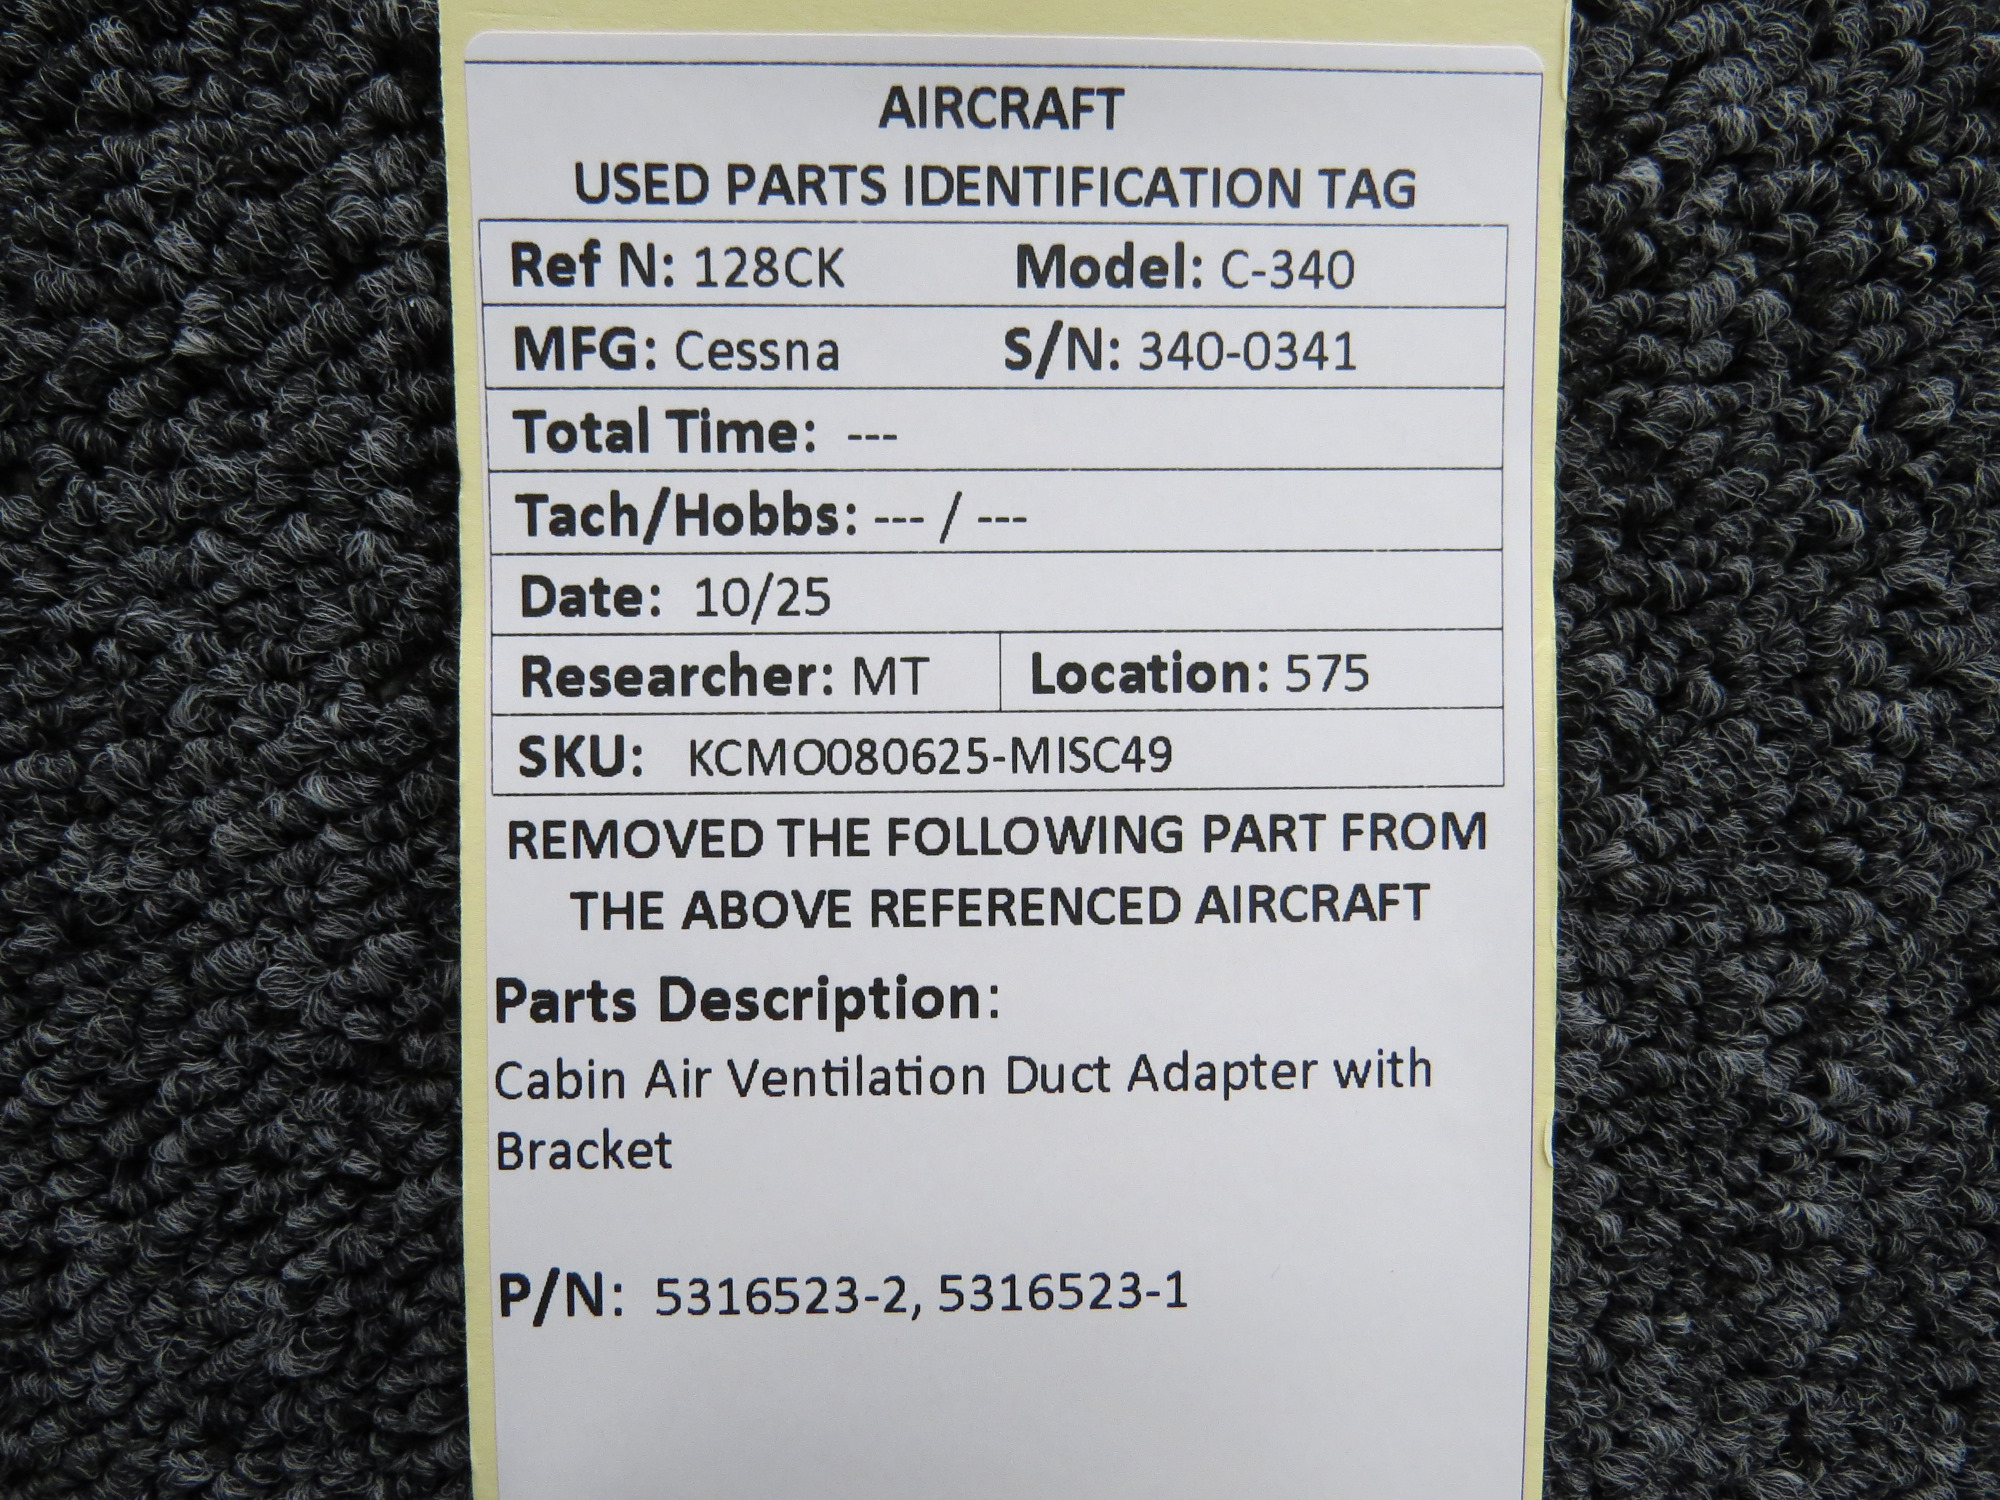 AIRCRAFT
USED PARTS IDENTIFICATION TAG
Ref N: 128CK Model: C-340
MFG: Cessna S/N: 340-0341
Total Time: ---
Tach/Hobbs: --- / ---
Date: 10/25
Researcher: MT Location: 575
SKU: KCMO080625-MISC49
REMOVED THE FOLLOWING PART FROM
THE ABOVE REFERENCED AIRCRAFT
Parts Description:
Cabin Air Ventilation Duct Adapter with
Bracket
P/N: 5316523-2, 5316523-1